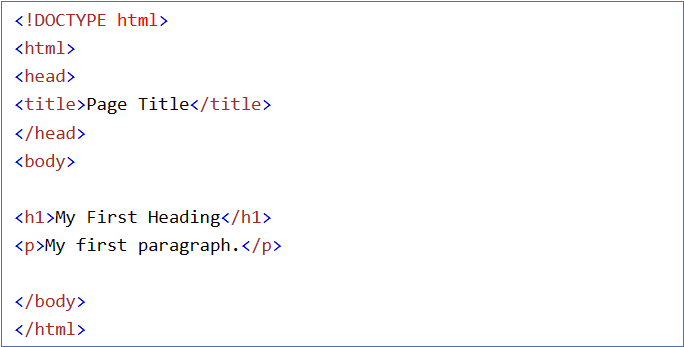 <!DOCTYPE html>
<html>
<head>
<title>Page Title</title>
</head>
<body>
<h1>My First Heading</h1>
<p>My first paragraph.</p>
</body>
</html>